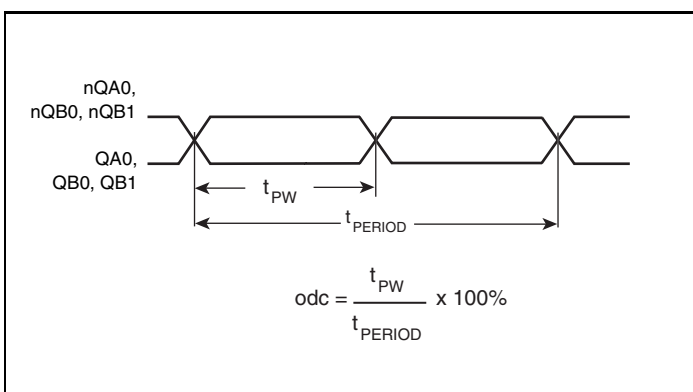 nQA0,
nQB0, nQB1
QA0,
QB0, QB1
tPW
tPERIOD
odc = tPW / tPERIOD x 100%